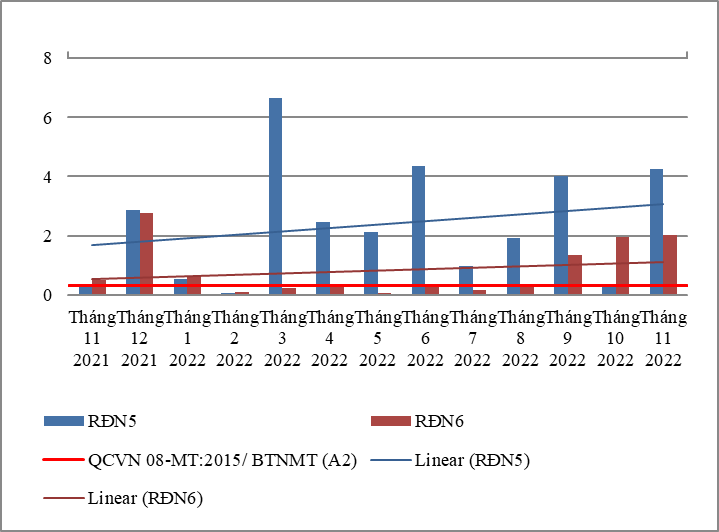 8
6
4
2
0
Tháng Tháng Tháng Tháng Tháng Tháng Tháng Tháng Tháng Tháng Tháng Tháng Tháng
11 12 1 2 3 4 5 6 7 8 9 10 11
2021 2021 2022 2022 2022 2022 2022 2022 2022 2022 2022 2022 2022
RĐN5 RĐN6
QCVN 08-MT:2015/ BTNMT (A2) Linear (RĐN5)
Linear (RĐN6)